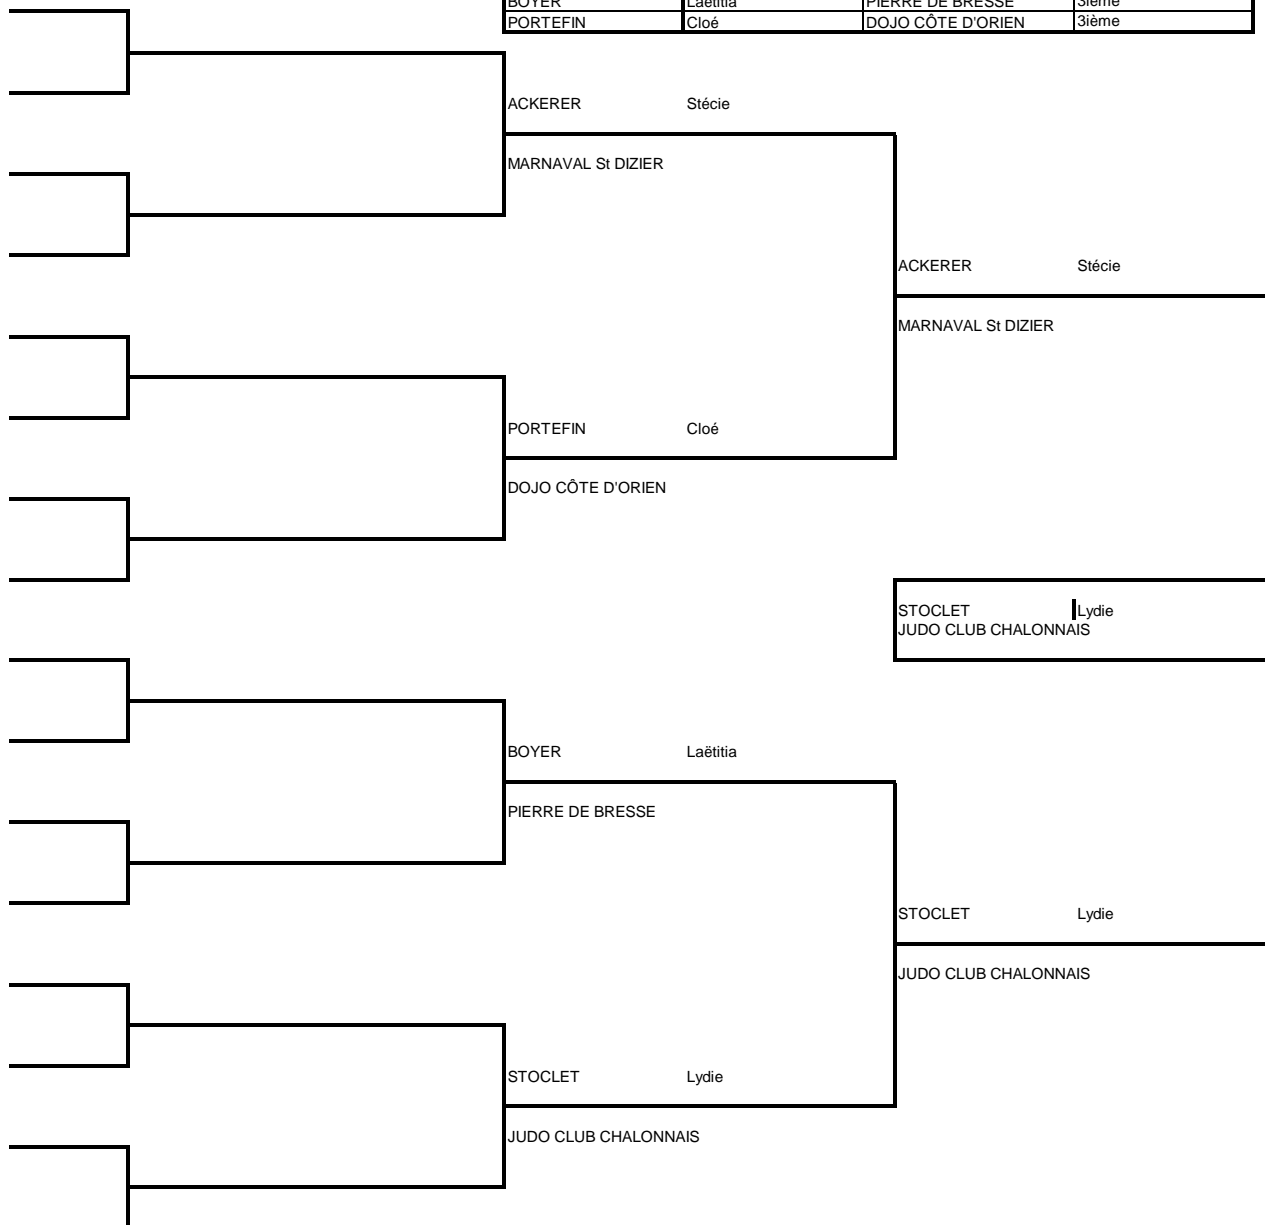 BOYER Laëtitia PIERRE DE BRESSE 3ième
PORTEFIN Cloé DOJO CÔTE D'ORIEN 3ième
ACKERER Stécie
MARNAVAL St DIZIER
ACKERER Stécie
MARNAVAL St DIZIER
PORTEFIN Cloé
DOJO CÔTE D'ORIEN
STOCLET Lydie
JUDO CLUB CHALONNAIS
BOYER Laëtitia
PIERRE DE BRESSE
STOCLET Lydie
JUDO CLUB CHALONNAIS
STOCLET Lydie
JUDO CLUB CHALONNAIS